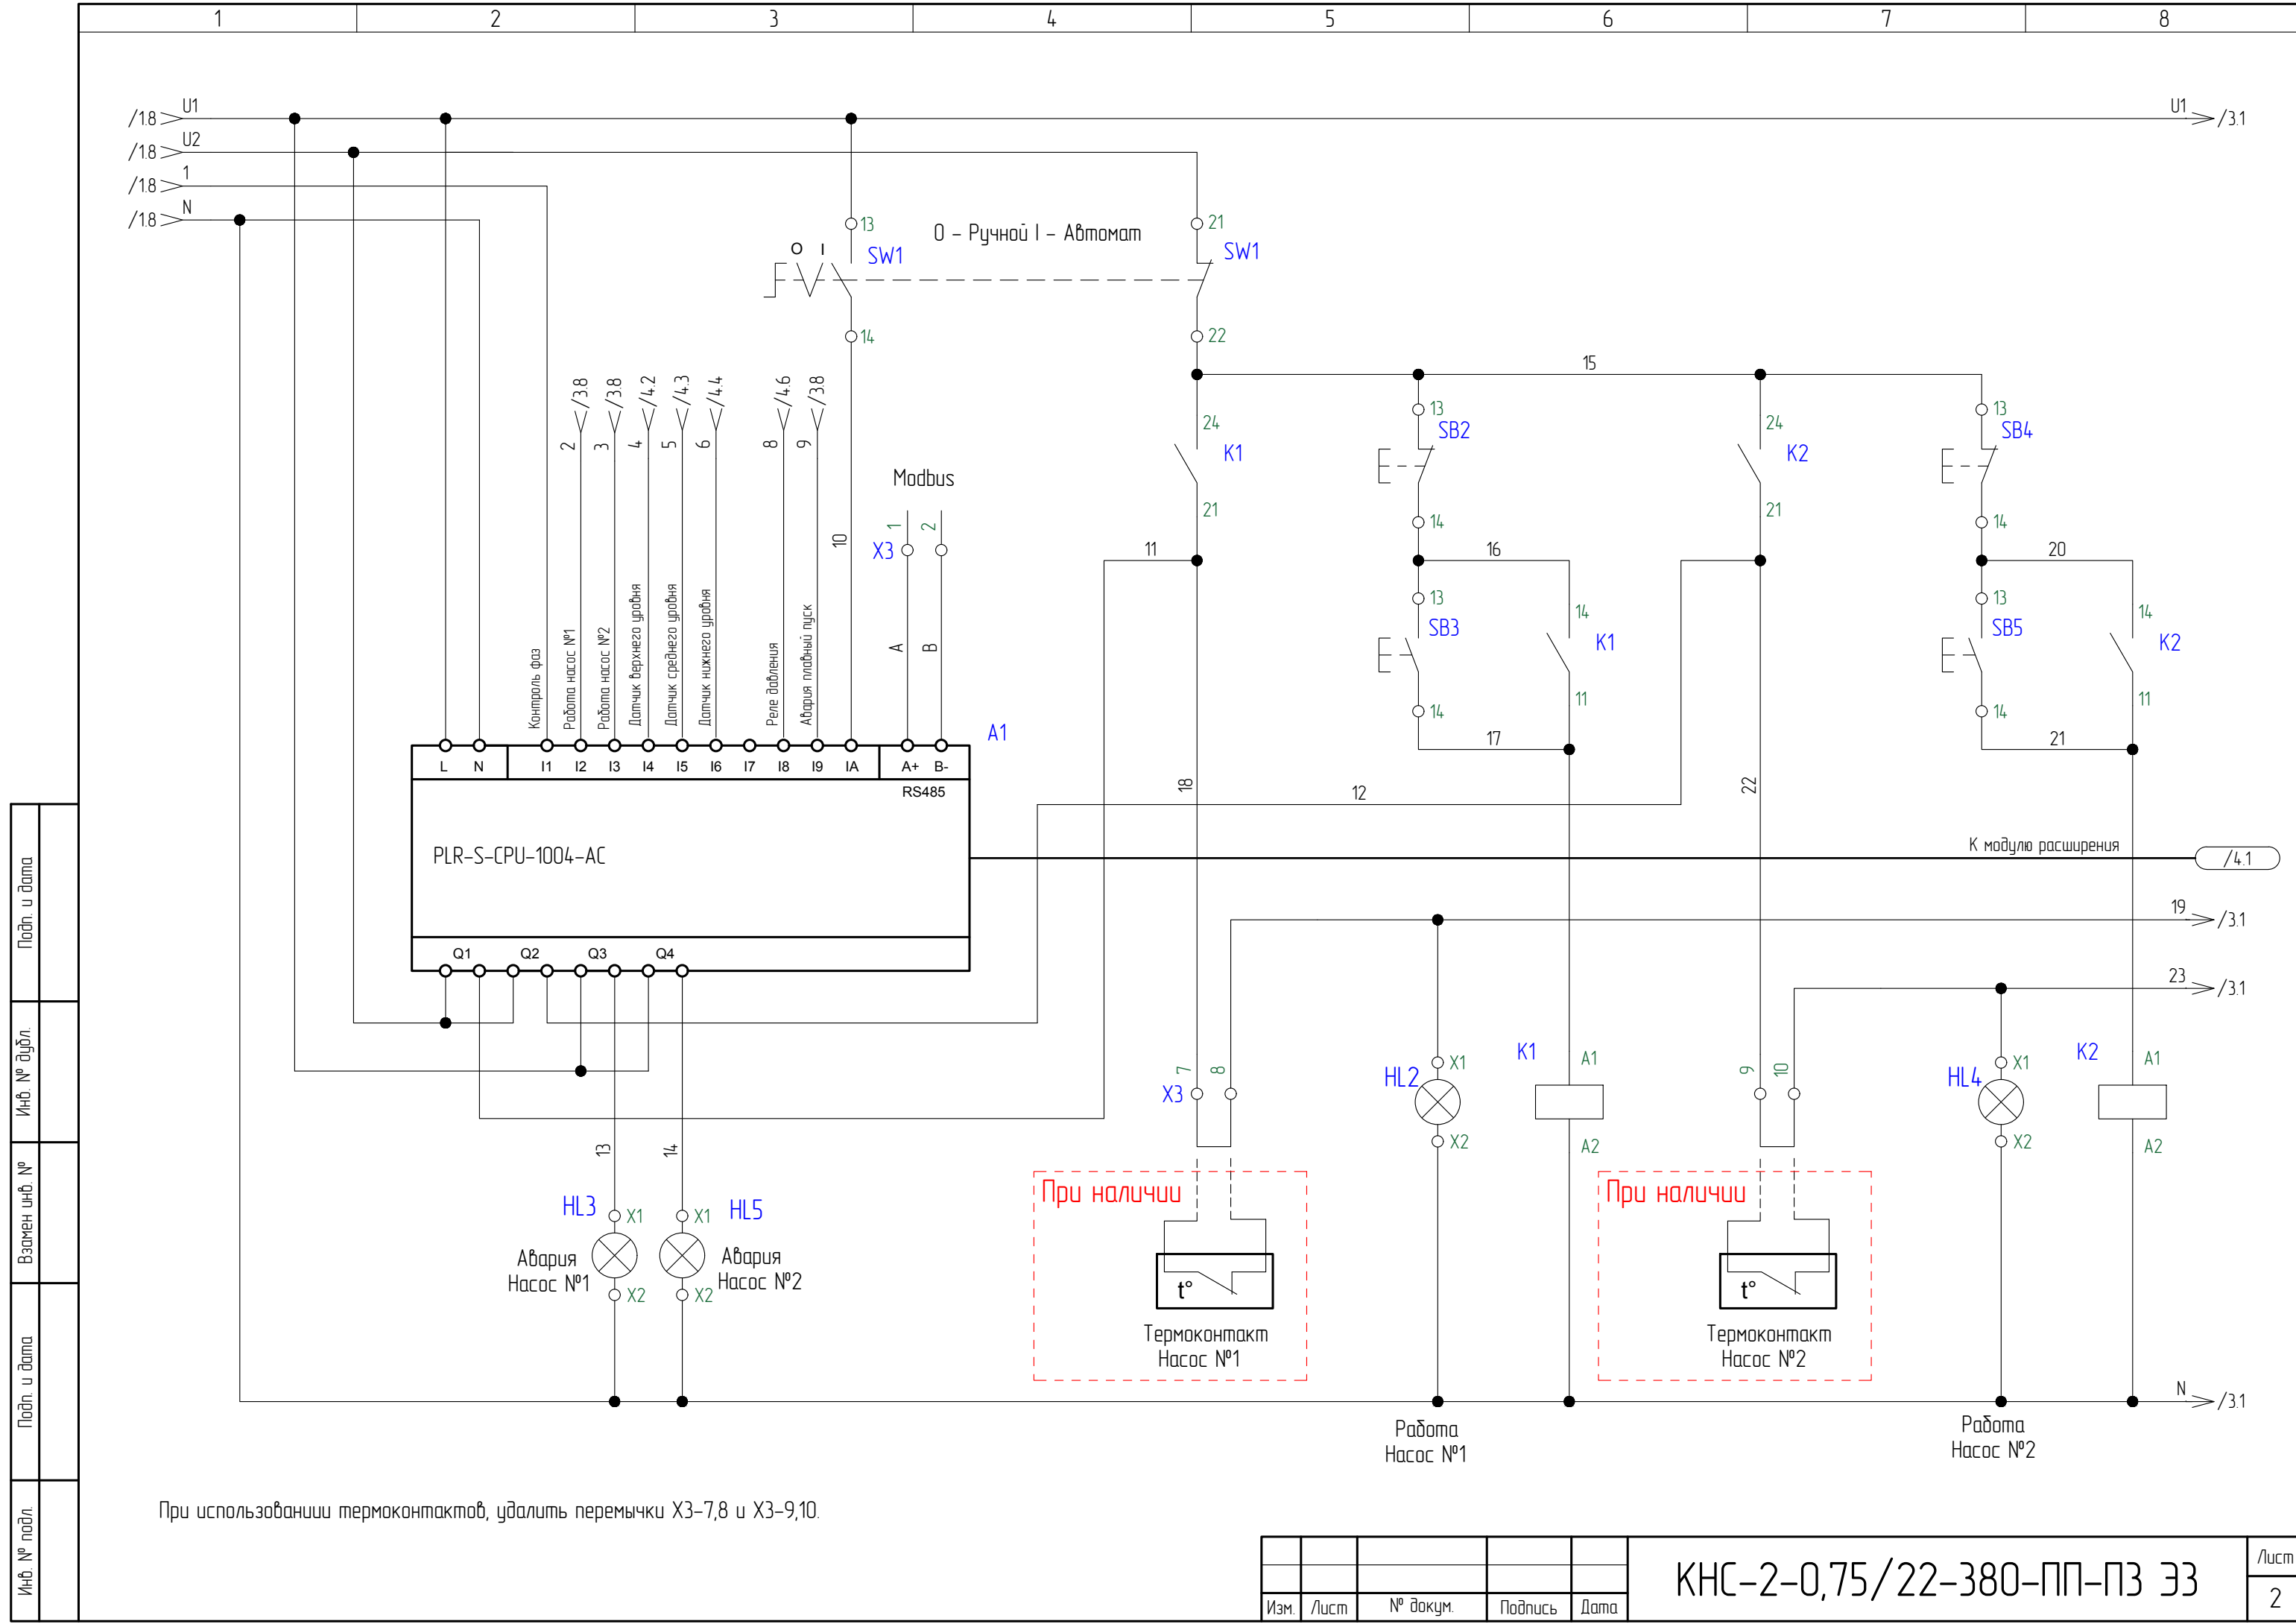 1 2 3 4 5 6 7 8
/1.8 U1
/1.8 U2
/1.8 1
/1.8 N
U1 /3.1
13
SW1
14
O I
0 – Ручной I – Автомат
21
SW1
22
15
2 /3.8
3 /3.8
4 /4.2
5 /4.3
6 /4.4
8 /4.6
9 /3.8
10
Modbus
X3 1 2
A B
Контроль фаз
Работа насос №1
Работа насос №2
Датчик верхнего уровня
Датчик среднего уровня
Датчик нижнего уровня
Реле давления
Авария плавный пуск
A1
L N I1 I2 I3 I4 I5 I6 I7 I8 I9 IA A+ B-
RS485
PLR-S-CPU-1004-AC
Q1 Q2 Q3 Q4
24
K1
21
11
13
SB2
14
16
13
SB3
14
14
K1
11
17
24
K2
21
13
SB4
14
20
13
SB5
14
14
K2
11
21
18
12
22
К модулю расширения
/4.1
19 /3.1
23 /3.1
13
14
HL3 X1
Авария
Насос №1
X2
X1 HL5
Авария
Насос №2
X2
X3 7 8
При наличии
t°
Термоконтакт
Насос №1
HL2 X1
X2
K1 A1
A2
9 10
При наличии
t°
Термоконтакт
Насос №2
HL4 X1
X2
K2 A1
A2
N /3.1
Работа
Насос №1
Работа
Насос №2
При использованиии термоконтактов, удалить перемычки X3-7,8 и X3-9,10.
Подп. и дата
Инв. № дубл.
Взамен инв. №
Подп. и дата
Инв. № подл.
Изм. Лист № докум. Подпись Дата
КНС-2-0,75/22-380-ПП-ПЗ ЭЗ
Лист
2